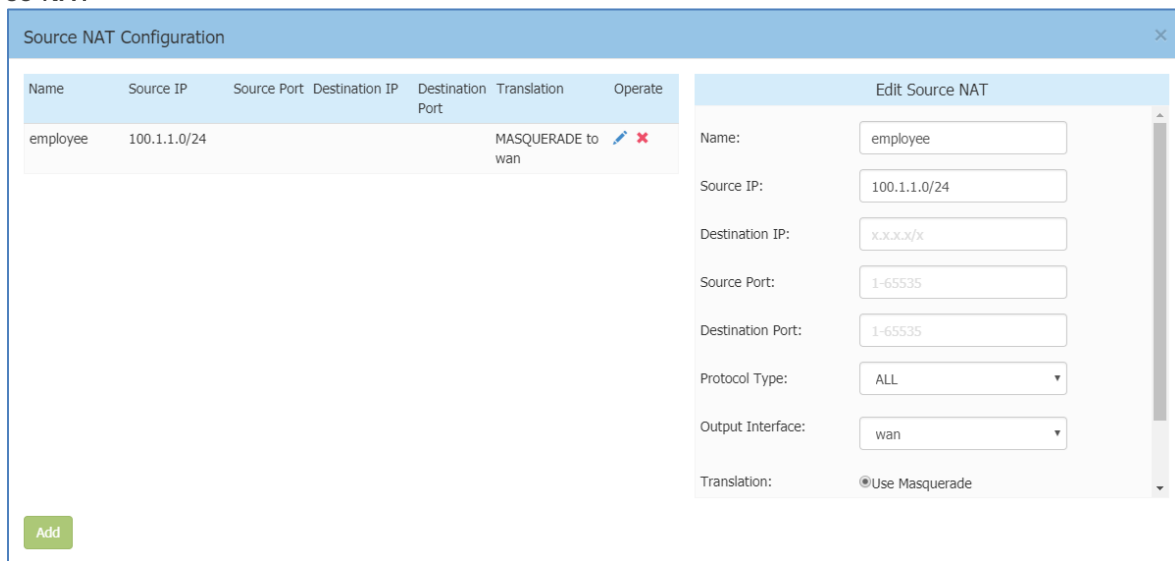 Source NAT Configuration
Name Source IP Source Port Destination IP Destination Port Translation Operate
employee 100.1.1.0/24 MASQUERADE to wan
Add
Edit Source NAT
Name: employee
Source IP: 100.1.1.0/24
Destination IP: x.x.x.x/x
Source Port: 1-65535
Destination Port: 1-65535
Protocol Type: ALL
Output Interface: wan
Translation: Use Masquerade